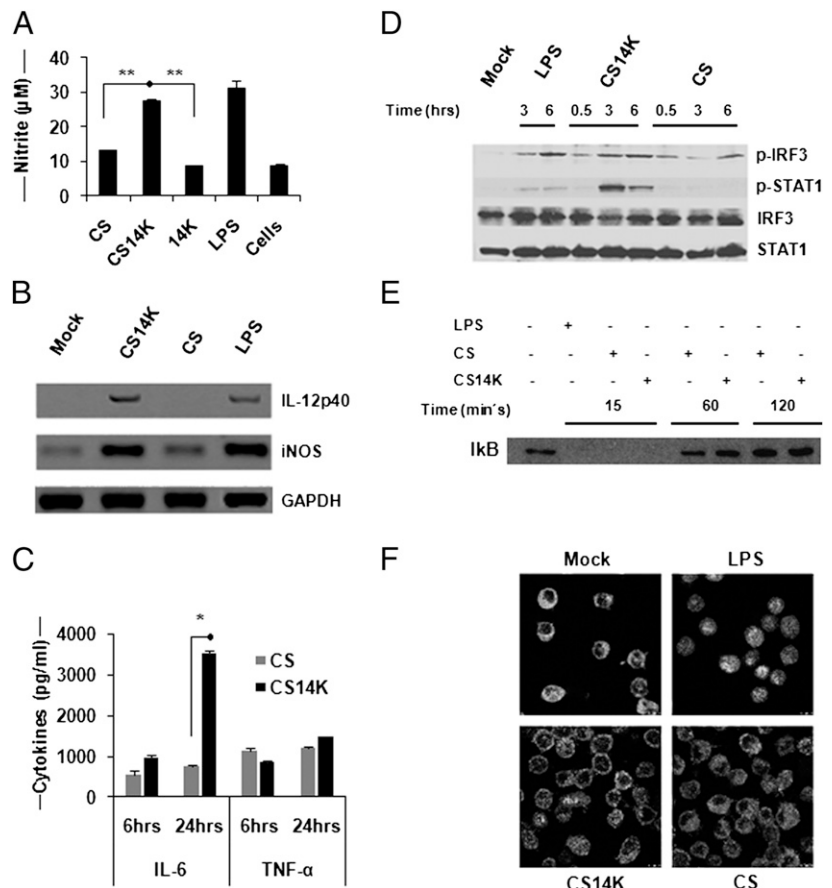 A
Nitrite (µM)
40
30
20
10
0
** **
CS CS14K 14K LPS Cells
B
Mock CS14K CS LPS
IL-12p40
iNOS
GAPDH
C
Cytokines (pg/ml)
4000
3000
2000
1000
0
*
CS
CS14K
6hrs 24hrs 6hrs 24hrs
IL-6 TNF-α
D
Mock LPS CS14K CS
Time (hrs) 3 6 0.5 3 6 0.5 3 6
p-IRF3
p-STAT1
IRF3
STAT1
E
LPS - + - - - - - -
CS - - + - + - + -
CS14K - - - + - + - +
Time (min´s) 15 60 120
IkB
F
Mock LPS
CS14K CS